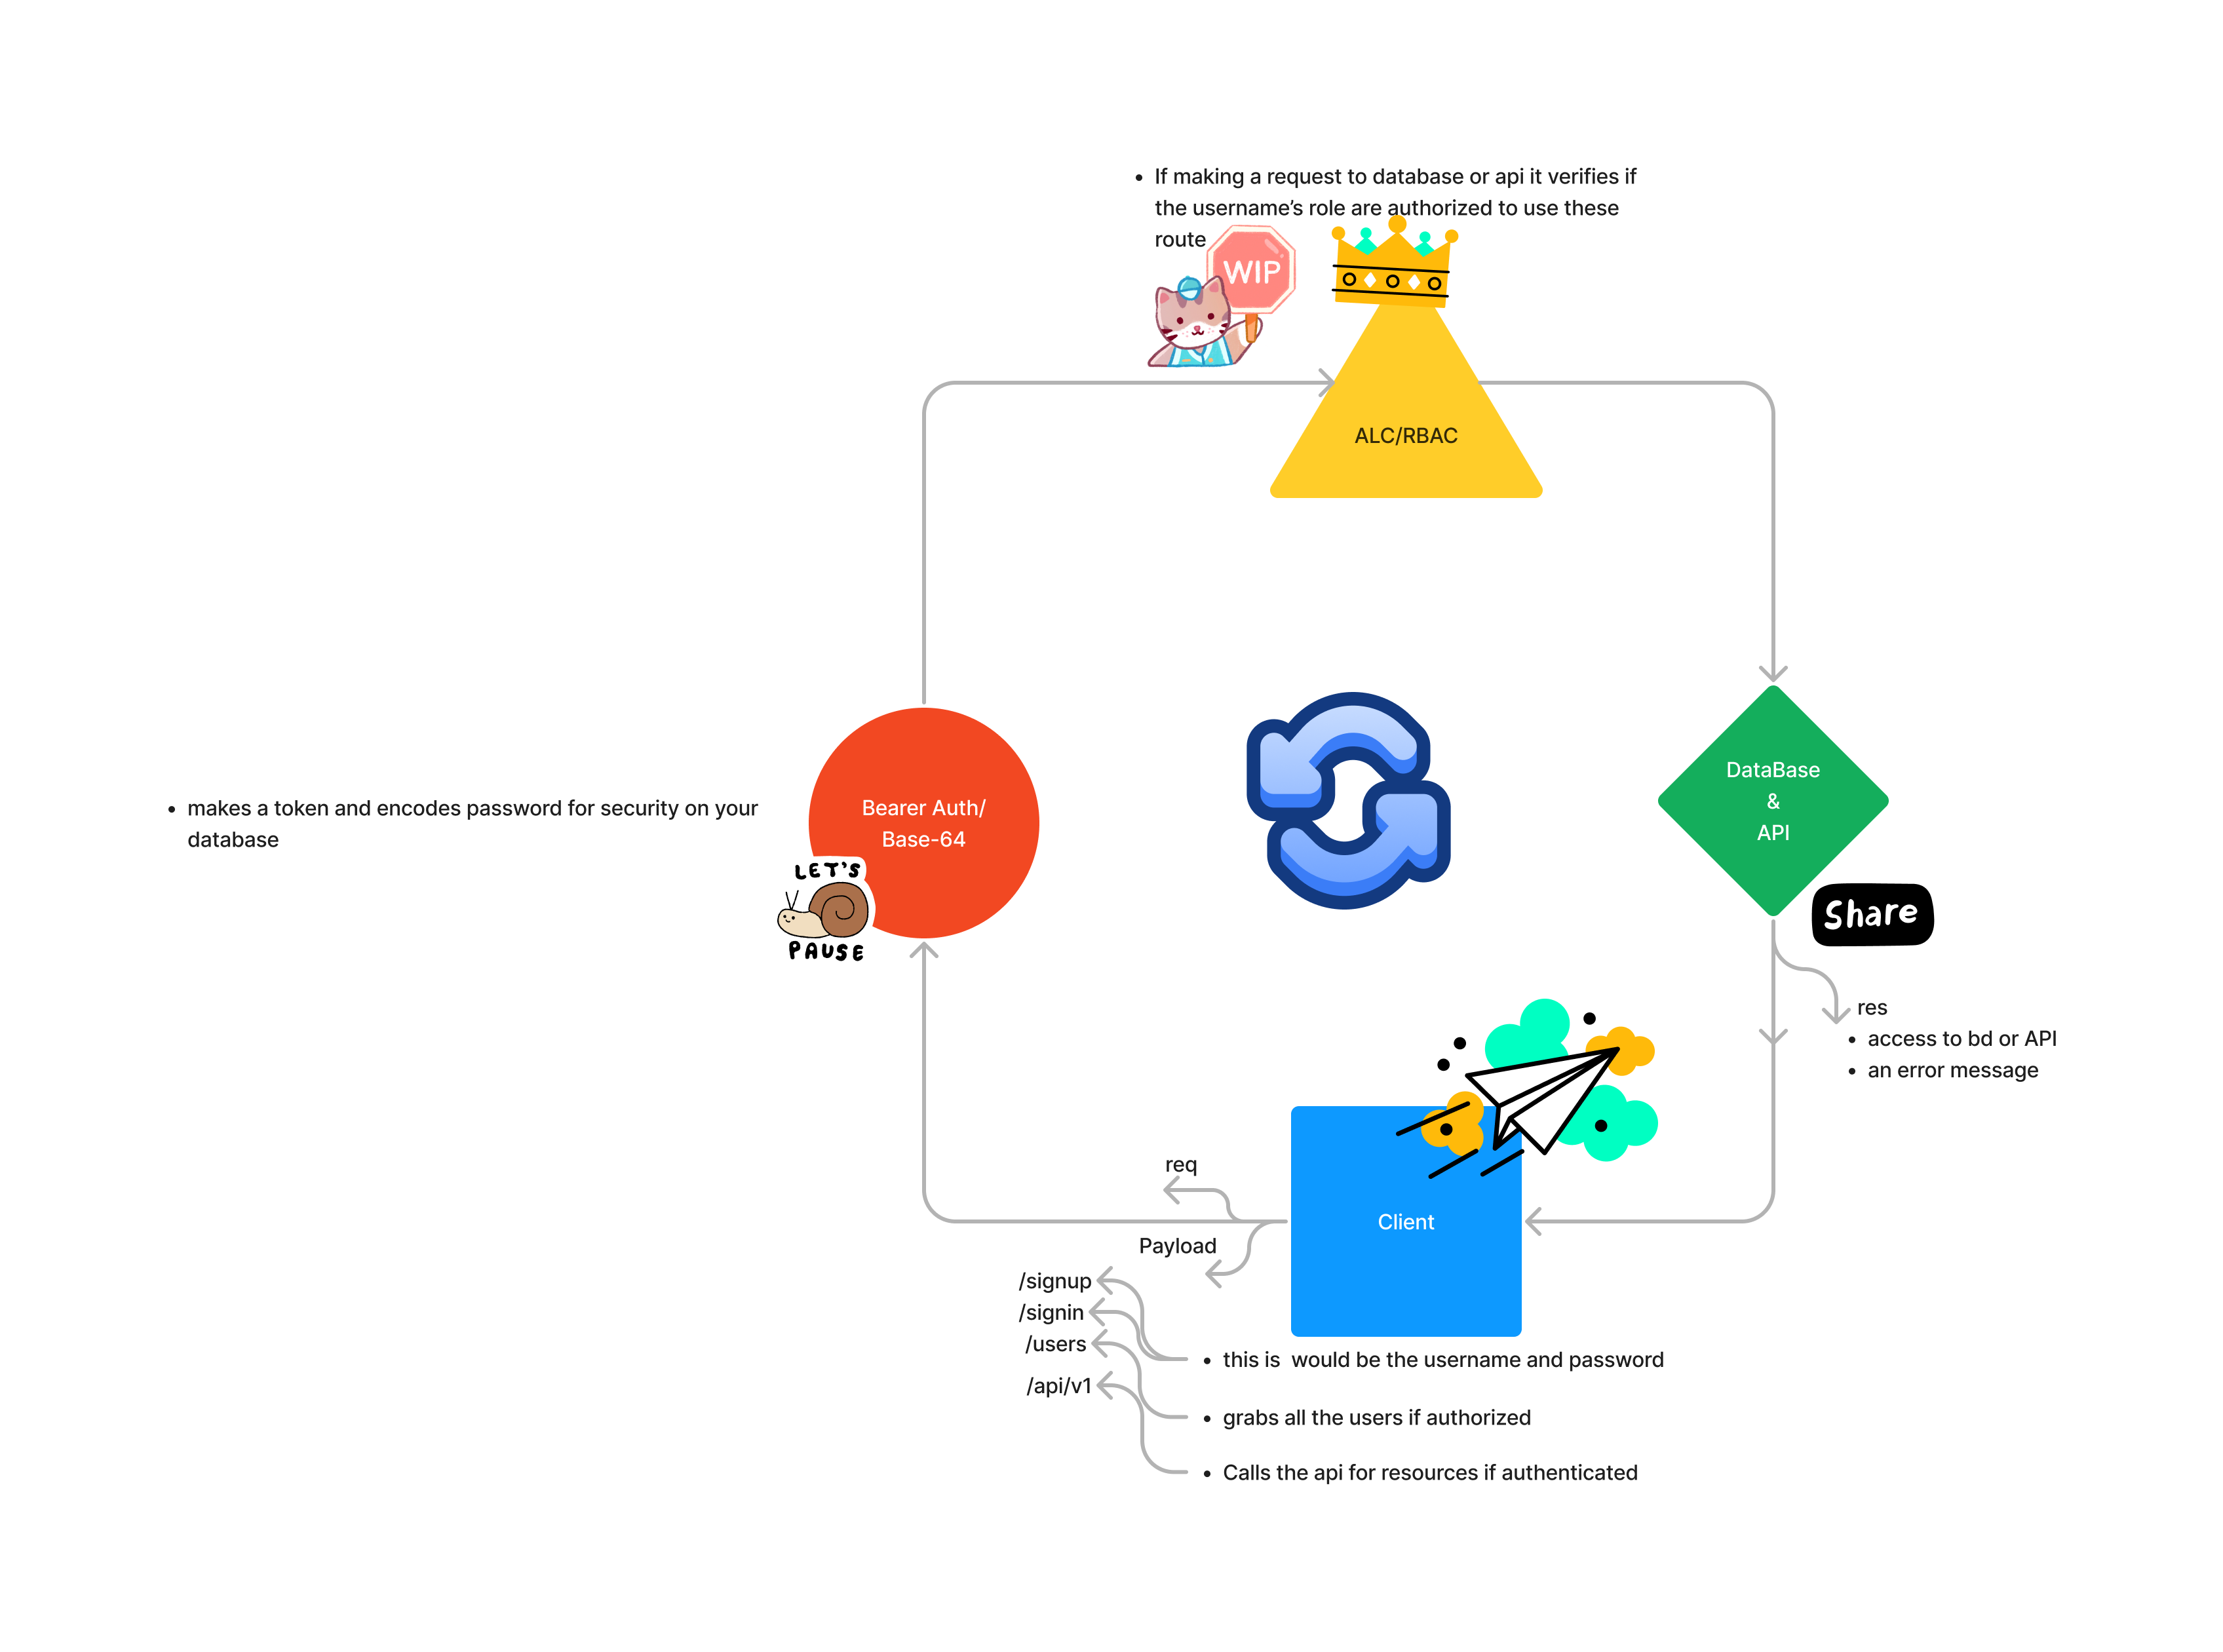 • If making a request to database or api it verifies if
the username’s role are authorized to use these
route
WIP
ALC/RBAC
• makes a token and encodes password for security on your
database
Bearer Auth/
Base-64
LET'S
PAUSE
DataBase
&
API
Share
res
• access to bd or API
• an error message
req
Client
Payload
/signup
/signin
/users
/api/v1
• this is  would be the username and password
• grabs all the users if authorized
• Calls the api for resources if authenticated